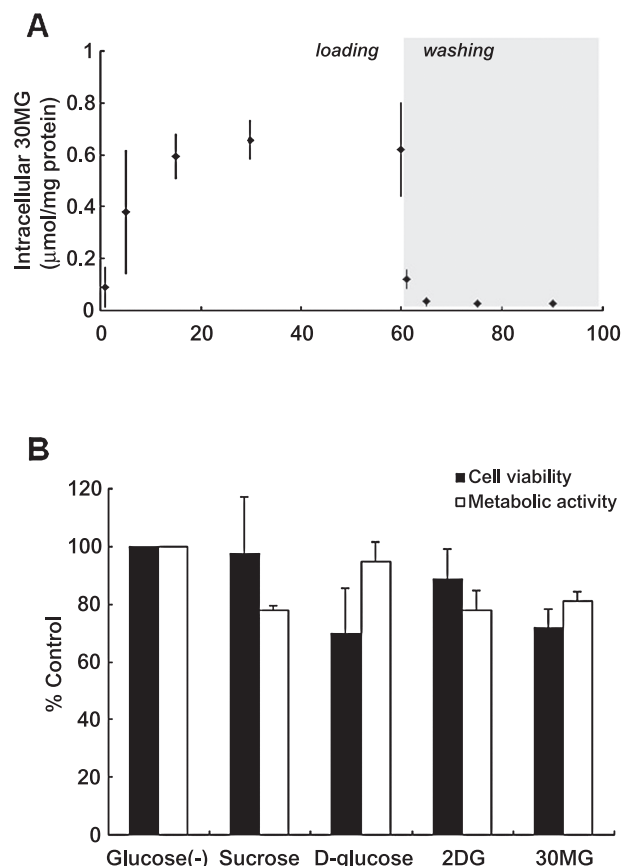 A
loading washing
Intracellular 30MG
(μmol/mg protein)
1
0.8
0.6
0.4
0.2
0
0 20 40 60 80 100
B
Cell viability
Metabolic activity
% Control
120
100
80
60
40
20
0
Glucose(-) Sucrose D-glucose 2DG 30MG